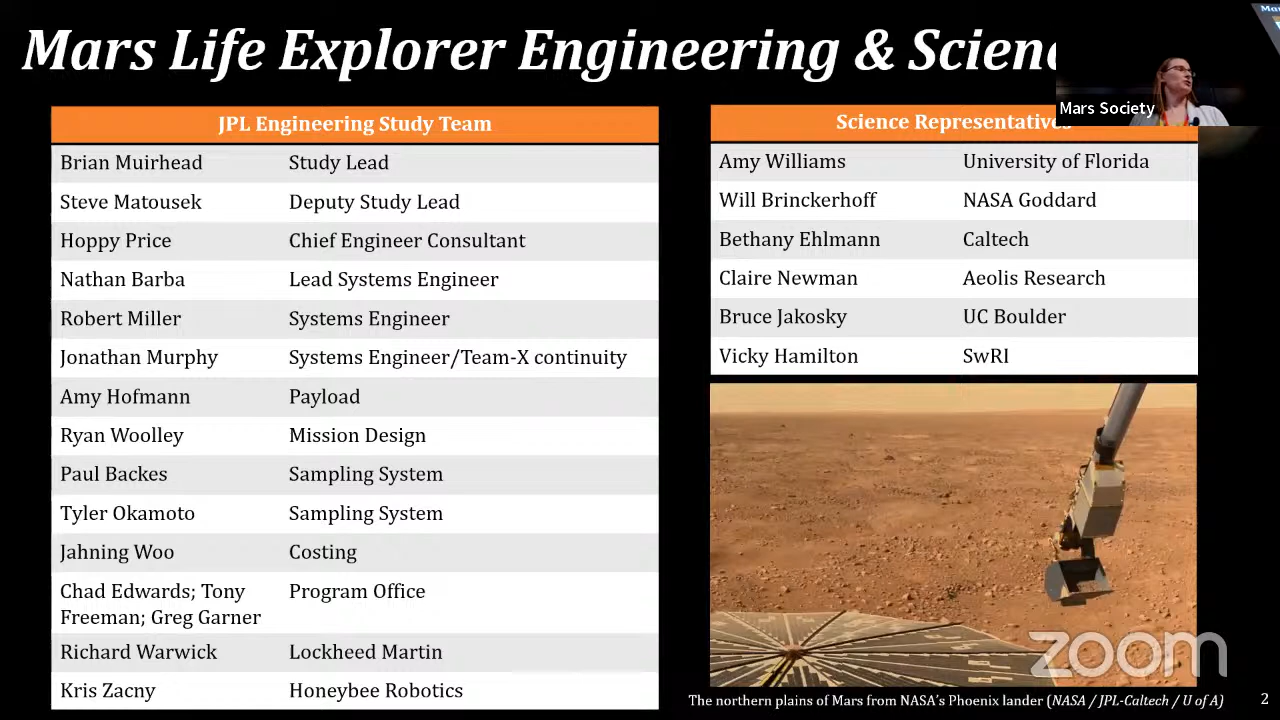 Mars Life Explorer Engineering & Scien
Mars Society
JPL Engineering Study Team
Brian Muirhead Study Lead
Steve Matousek Deputy Study Lead
Hoppy Price Chief Engineer Consultant
Nathan Barba Lead Systems Engineer
Robert Miller Systems Engineer
Jonathan Murphy Systems Engineer/Team-X continuity
Amy Hofmann Payload
Ryan Woolley Mission Design
Paul Backes Sampling System
Tyler Okamoto Sampling System
Jahning Woo Costing
Chad Edwards; Tony Program Office
Freeman; Greg Garner
Richard Warwick Lockheed Martin
Kris Zacny Honeybee Robotics
Science Representatives
Amy Williams University of Florida
Will Brinckerhoff NASA Goddard
Bethany Ehlmann Caltech
Claire Newman Aeolis Research
Bruce Jakosky UC Boulder
Vicky Hamilton SwRI
zoom
The northern plains of Mars from NASA's Phoenix lander (NASA / JPL-Caltech / U of A)
2